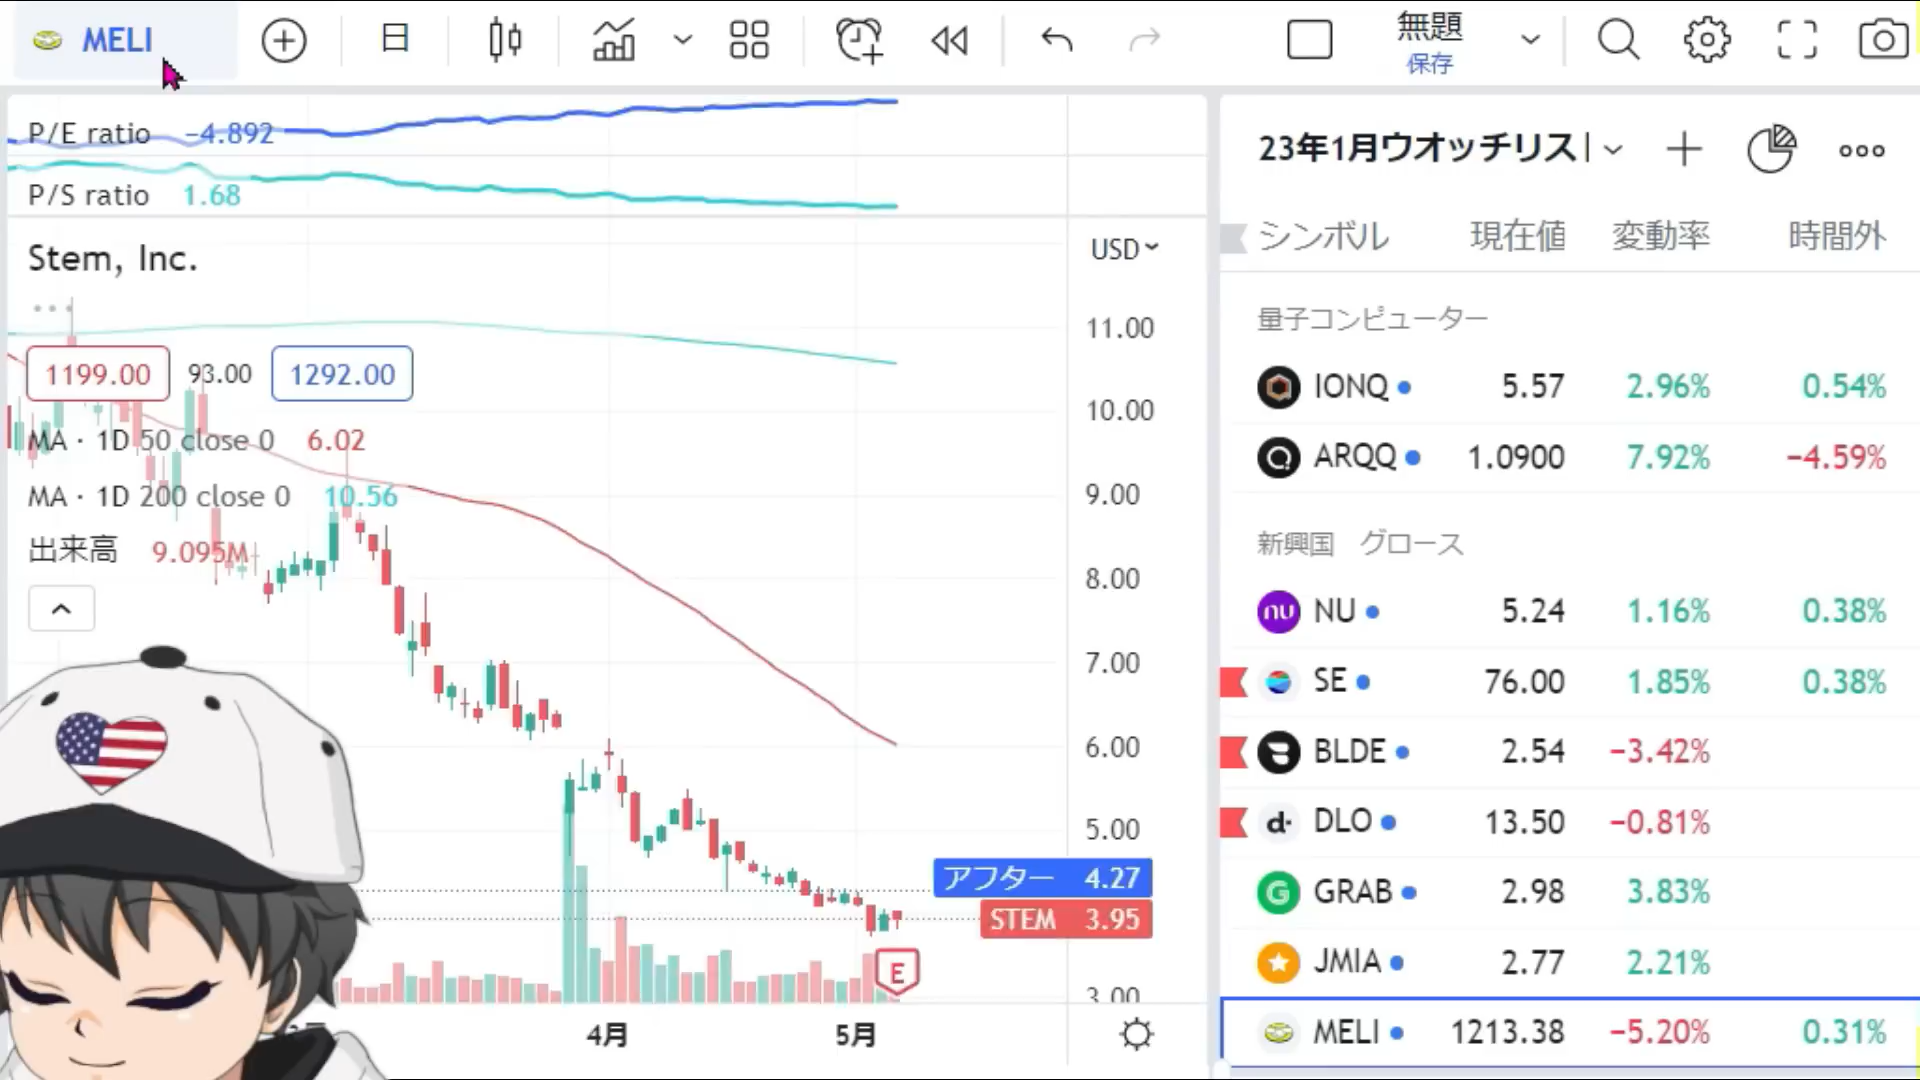 MELI
日
無題
保存
P/E ratio −4.892
P/S ratio 1.68
Stem, Inc.
USD
1199.00 93.00 1292.00
MA · 1D 50 close 0 6.02
MA · 1D 200 close 0 10.56
出来高 9.095M
11.00
10.00
9.00
8.00
7.00
6.00
5.00
アフター 4.27
STEM 3.95
E
3.00
4月
5月
23年1月ウオッチリス
シンボル 現在値 変動率 時間外
量子コンピューター
IONQ 5.57 2.96% 0.54%
ARQQ 1.0900 7.92% −4.59%
新興国 グロース
nu NU 5.24 1.16% 0.38%
SE 76.00 1.85% 0.38%
BLDE 2.54 −3.42%
d· DLO 13.50 −0.81%
G GRAB 2.98 3.83%
JMIA 2.77 2.21%
MELI 1213.38 −5.20% 0.31%